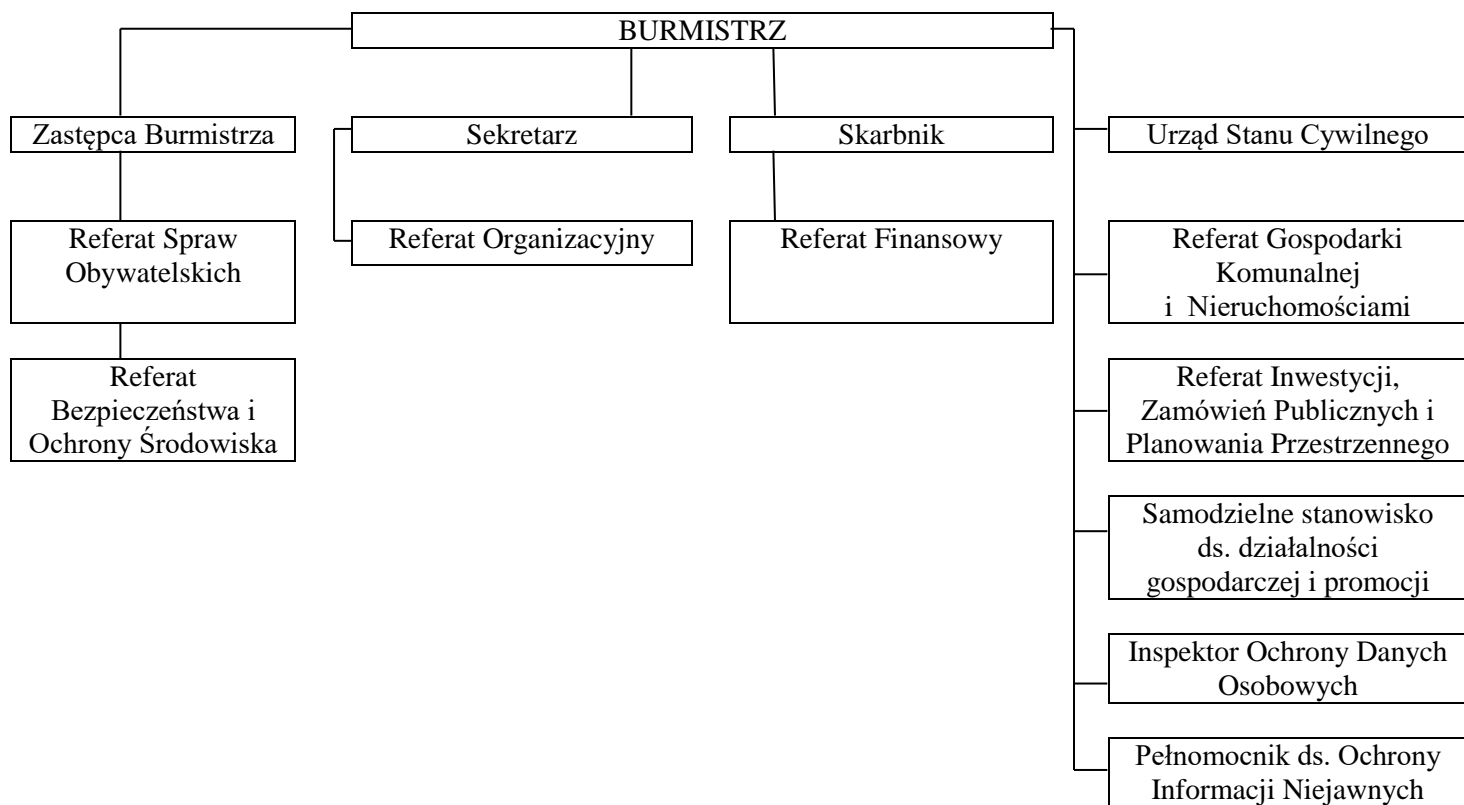 BURMISTRZ
Zastępca Burmistrza
Sekretarz
Skarbnik
Urząd Stanu Cywilnego
Referat Spraw
Obywatelskich
Referat Organizacyjny
Referat Finansowy
Referat Gospodarki
Komunalnej
i Nieruchomościami
Referat
Bezpieczeństwa i
Ochrony Środowiska
Referat Inwestycji,
Zamówień Publicznych i
Planowania Przestrzennego
Samodzielne stanowisko
ds. działalności
gospodarczej i promocji
Inspektor Ochrony Danych
Osobowych
Pełnomocnik ds. Ochrony
Informacji Niejawnych